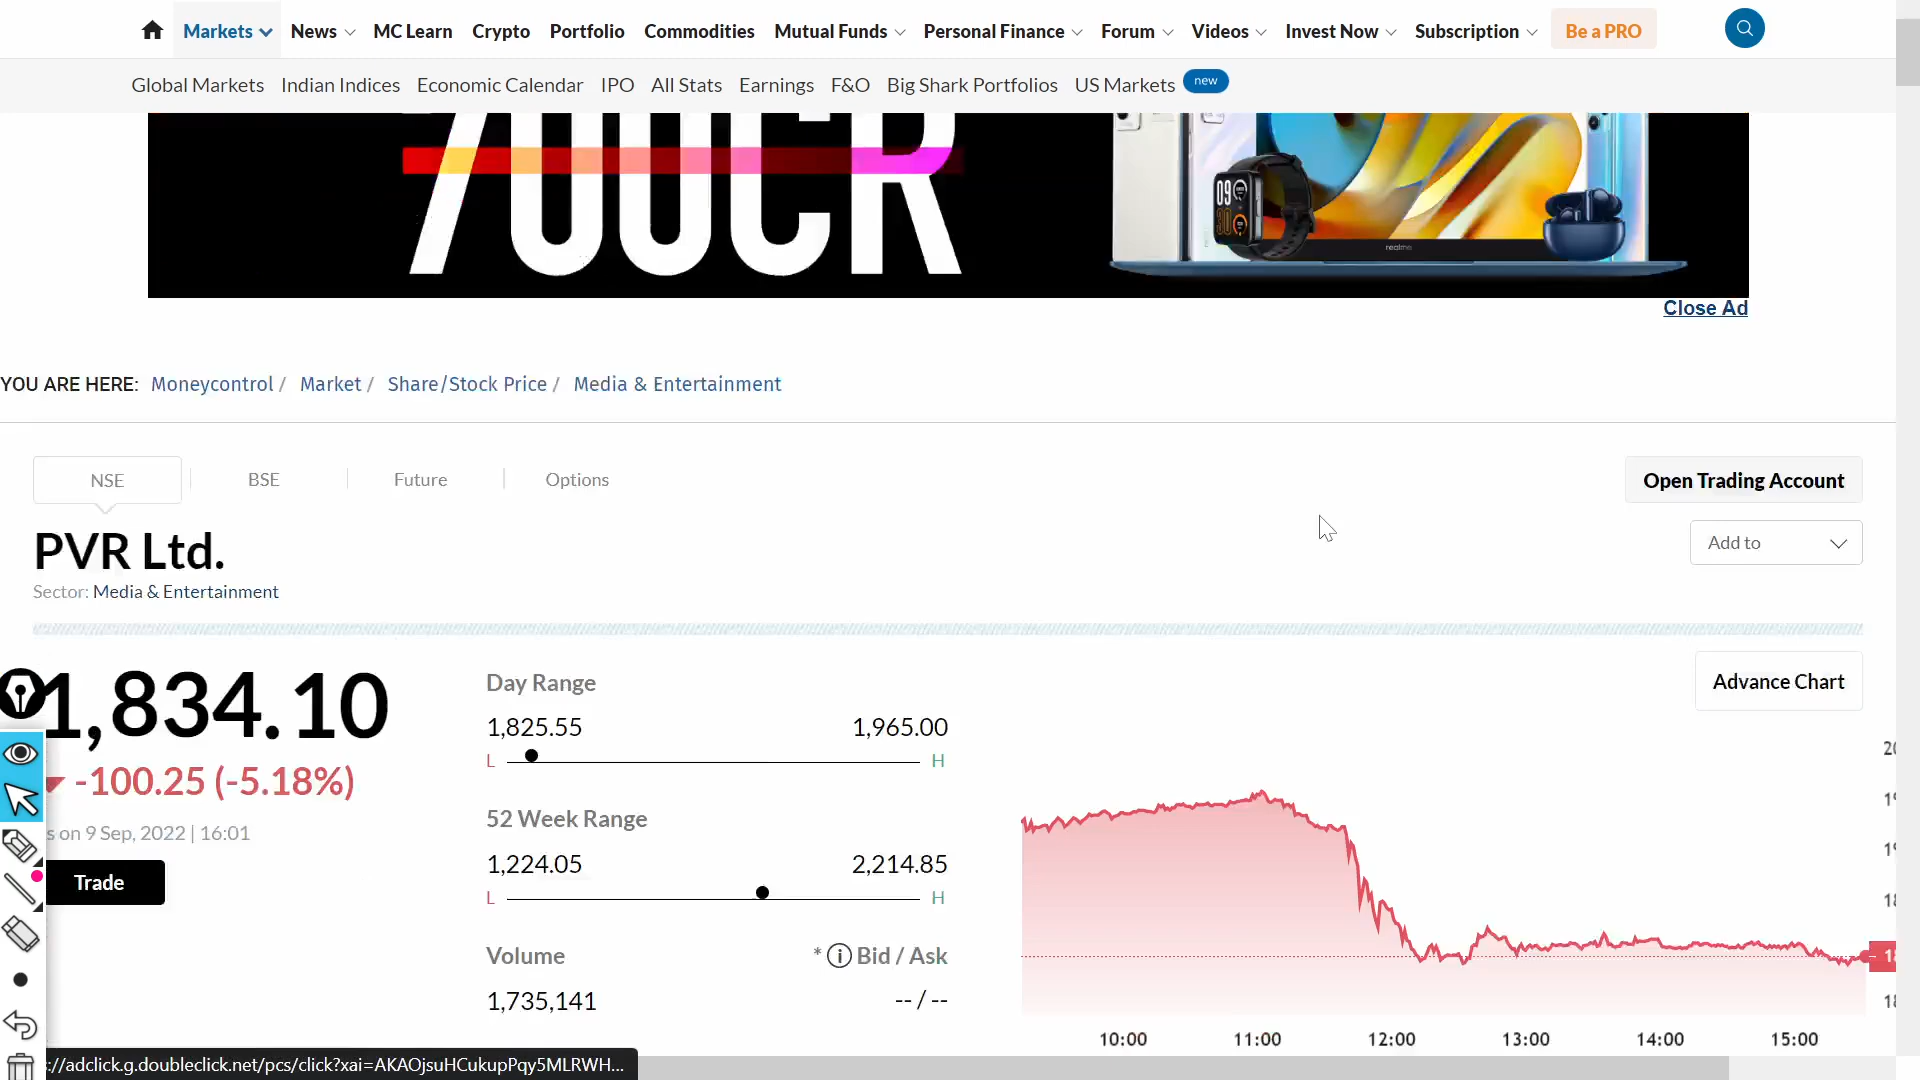 Markets News MC Learn Crypto Portfolio Commodities Mutual Funds Personal Finance Forum Videos Invest Now Subscription Be a PRO
Global Markets Indian Indices Economic Calendar IPO All Stats Earnings F&O Big Shark Portfolios US Markets new
700CR
09
30
realme
Close Ad
YOU ARE HERE: Moneycontrol / Market / Share/Stock Price / Media & Entertainment
NSE BSE Future Options
Open Trading Account
PVR Ltd.
Add to
Sector: Media & Entertainment
1,834.10
Day Range
Advance Chart
1,825.55 1,965.00
L H
-100.25 (-5.18%)
52 Week Range
s on 9 Sep, 2022 | 16:01
1,224.05 2,214.85
Trade
L H
Volume * i Bid / Ask
1,735,141 -- / --
10:00 11:00 12:00 13:00 14:00 15:00
://adclick.g.doubleclick.net/pcs/click?xai=AKAOjsuHCukupPqy5MLRWH...